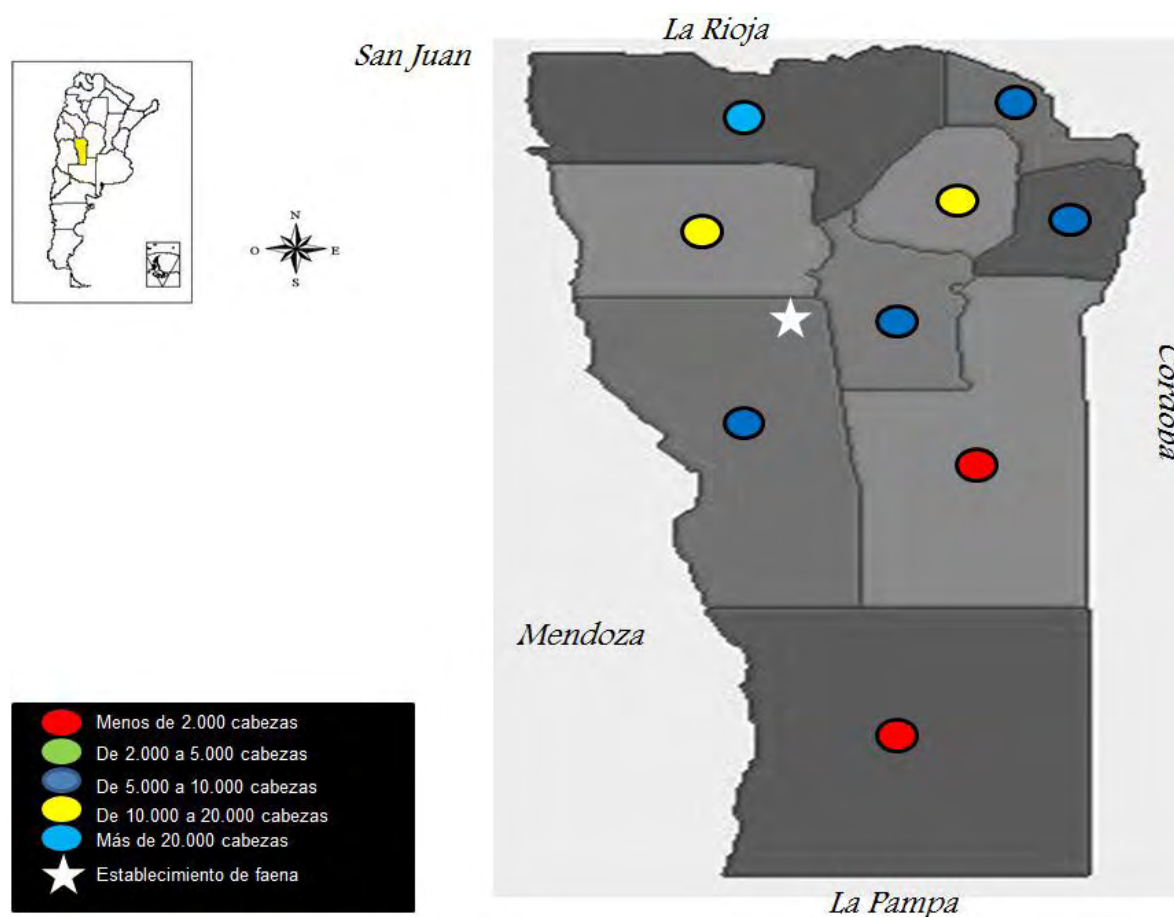 La Rioja
San Juan
N
O
E
S
Cordoba
Mendoza
Menos de 2.000 cabezas
De 2.000 a 5.000 cabezas
De 5.000 a 10.000 cabezas
De 10.000 a 20.000 cabezas
Más de 20.000 cabezas
Establecimiento de faena
La Pampa